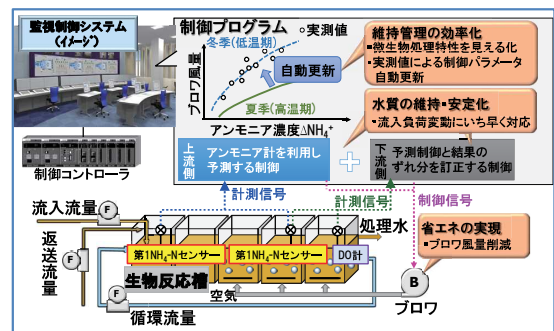 監視制御システム
(イメージ)
制御コントローラ
制御プログラム
冬季(低温期)
実測値
自動更新
夏季(高温期)
ブロワ風量
アンモニア濃度ΔNH4+
維持管理の効率化
・微生物処理特性を見える化
・実測値による制御パラメータ
自動更新
水質の維持・安定化
・流入負荷変動にいち早く対応
上流側
アンモニア計を利用し
予測する制御
下流側
予測制御と結果の
ずれ分を訂正する制御
計測信号
計測信号
制御信号
流入流量
F
返送流量
F
処理水
第1NH4-Nセンサー
第1NH4-Nセンサー
DO計
生物反応槽
空気
F
循環流量
B
ブロワ
省エネの実現
・ブロワ風量削減